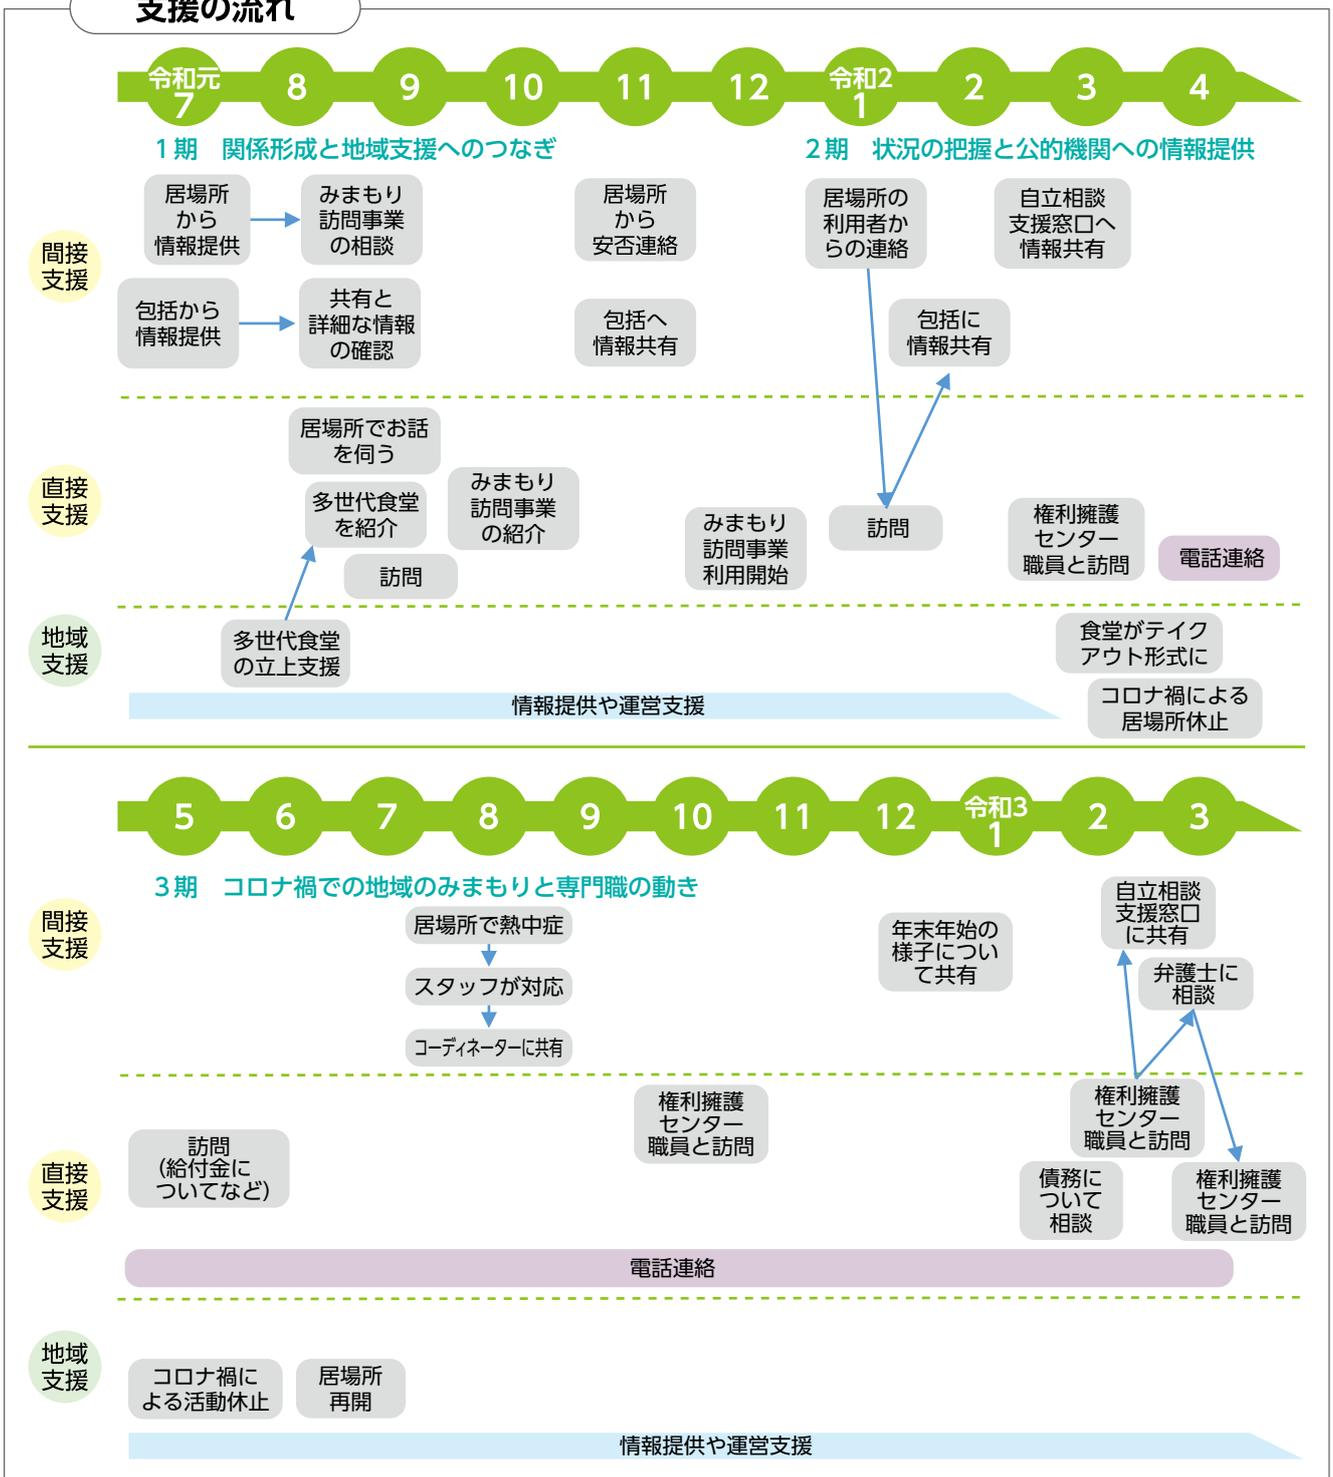 支援の流れ
令和元
7
8
9
10
11
12
令和2
1
2
3
4
1期　関係形成と地域支援へのつなぎ
2期　状況の把握と公的機関への情報提供
間接
支援
居場所
から
情報提供
みまもり
訪問事業
の相談
居場所
から
安否連絡
居場所の
利用者か
らの連絡
自立相談
支援窓口へ
情報共有
包括から
情報提供
共有と
詳細な情報
の確認
包括へ
情報共有
包括に
情報共有
直接
支援
居場所でお話
を伺う
多世代食堂
を紹介
訪問
みまもり
訪問事業
の紹介
みまもり
訪問事業
利用開始
訪問
権利擁護
センター
職員と訪問
電話連絡
地域
支援
多世代食堂
の立上支援
食堂がテイク
アウト形式に
コロナ禍による
居場所休止
情報提供や運営支援
5
6
7
8
9
10
11
12
令和3
1
2
3
3期　コロナ禍での地域のみまもりと専門職の動き
間接
支援
居場所で熱中症
スタッフが対応
コーディネーターに共有
年末年始の
様子につい
て共有
自立相談
支援窓口
に共有
弁護士に
相談
直接
支援
訪問
（給付金に
ついてなど）
権利擁護
センター
職員と訪問
権利擁護
センター
職員と訪問
債務に
ついて
相談
権利擁護
センター
職員と訪問
電話連絡
地域
支援
コロナ禍に
よる活動休止
居場所
再開
情報提供や運営支援